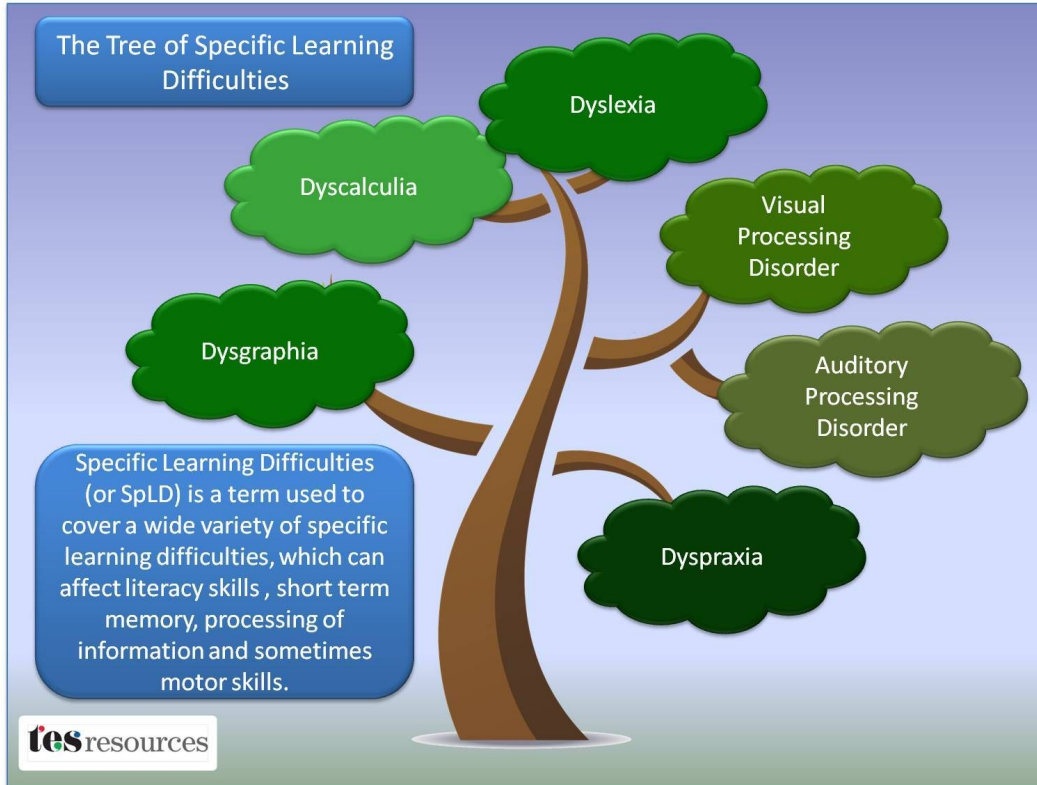 The Tree of Specific Learning
Difficulties
Dyslexia
Dyscalculia
Visual
Processing
Disorder
Dysgraphia
Auditory
Processing
Disorder
Specific Learning Difficulties
(or SpLD) is a term used to
cover a wide variety of specific
learning difficulties, which can
affect literacy skills , short term
memory, processing of
information and sometimes
motor skills.
Dyspraxia
tes resources